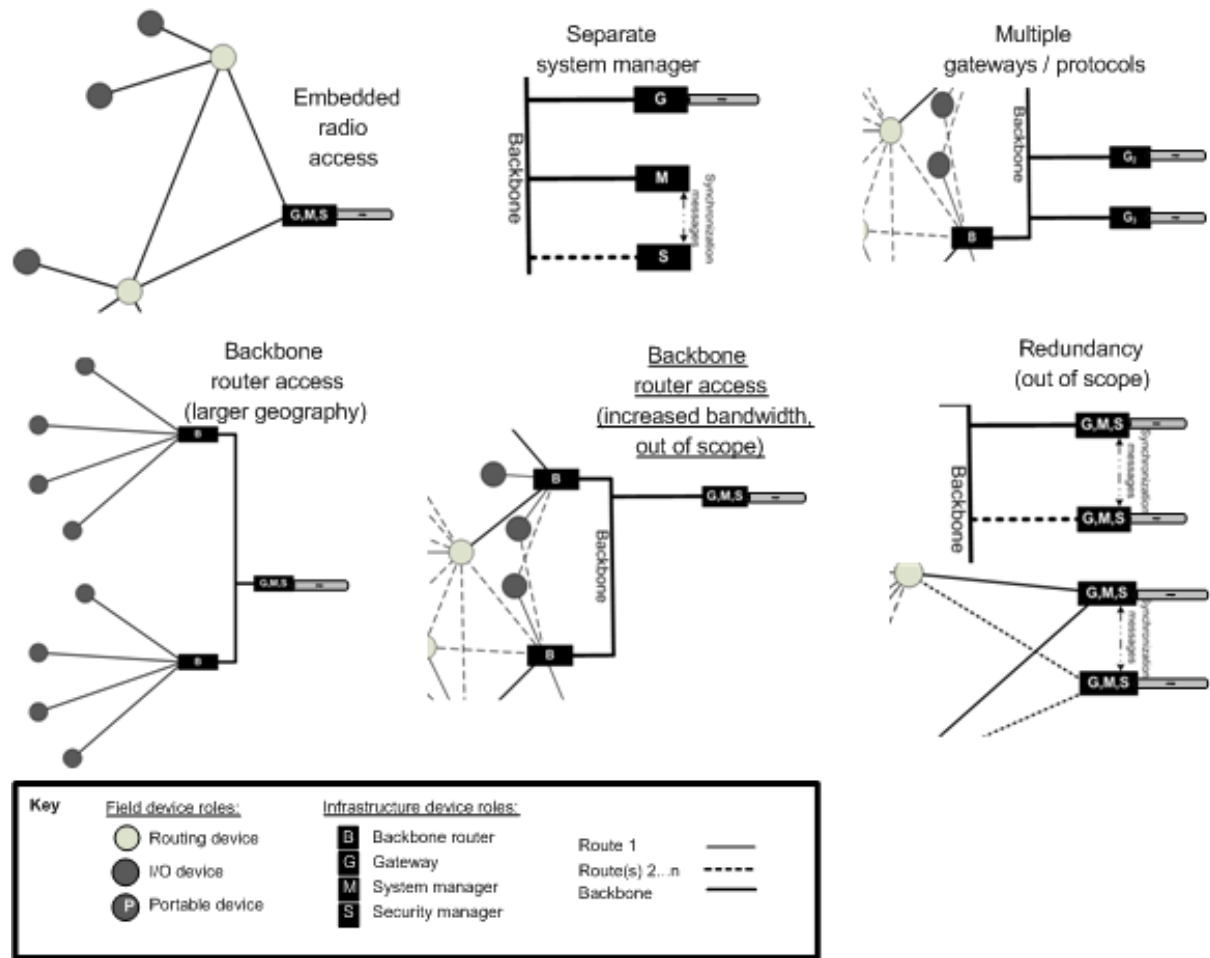 Embedded
radio
access
G,M,S
Separate
system manager
Backbone
G
M
S
Synchronization
messages
Multiple
gateways / protocols
Backbone
B
Backbone
router access
(larger geography)
B
G,M,S
B
Backbone
router access
(increased bandwidth,
out of scope)
B
Backbone
G,M,S
B
Redundancy
(out of scope)
Backbone
G,M,S
Synchronization
messages
G,M,S
G,M,S
Synchronization
messages
G,M,S
Key
Field device roles:
Routing device
I/O device
P Portable device
Infrastructure device roles:
B Backbone router
G Gateway
M System manager
S Security manager
Route 1
Route(s) 2...n
Backbone